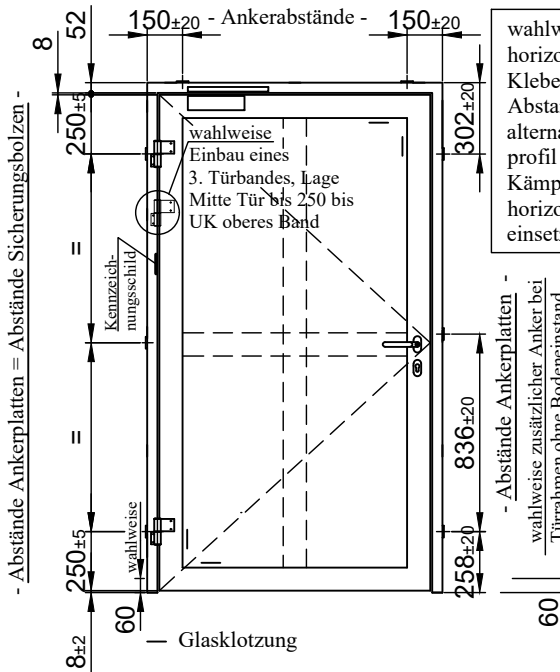 150±20 - Ankerabstände - 150±20
52
8
250±5
302±20
wahlweise
Einbau eines
3. Türbandes, Lage
Mitte Tür bis 250 bis
UK oberes Band
Kennzeich-
nungsschild
=
=
- Abstände Ankerplatten = Abstände Sicherungsbolzen -
horizo
Klebe
Absta
alterna
profil
Kämp
horizo
einset
- Abstände Ankerplatten -
wahlweise zusätzlicher Anker bei
Türrahmen ohne Bodeneinstand
836±20
258±20
250±5
wahlweise
60
8±2
60
Glasklotzung